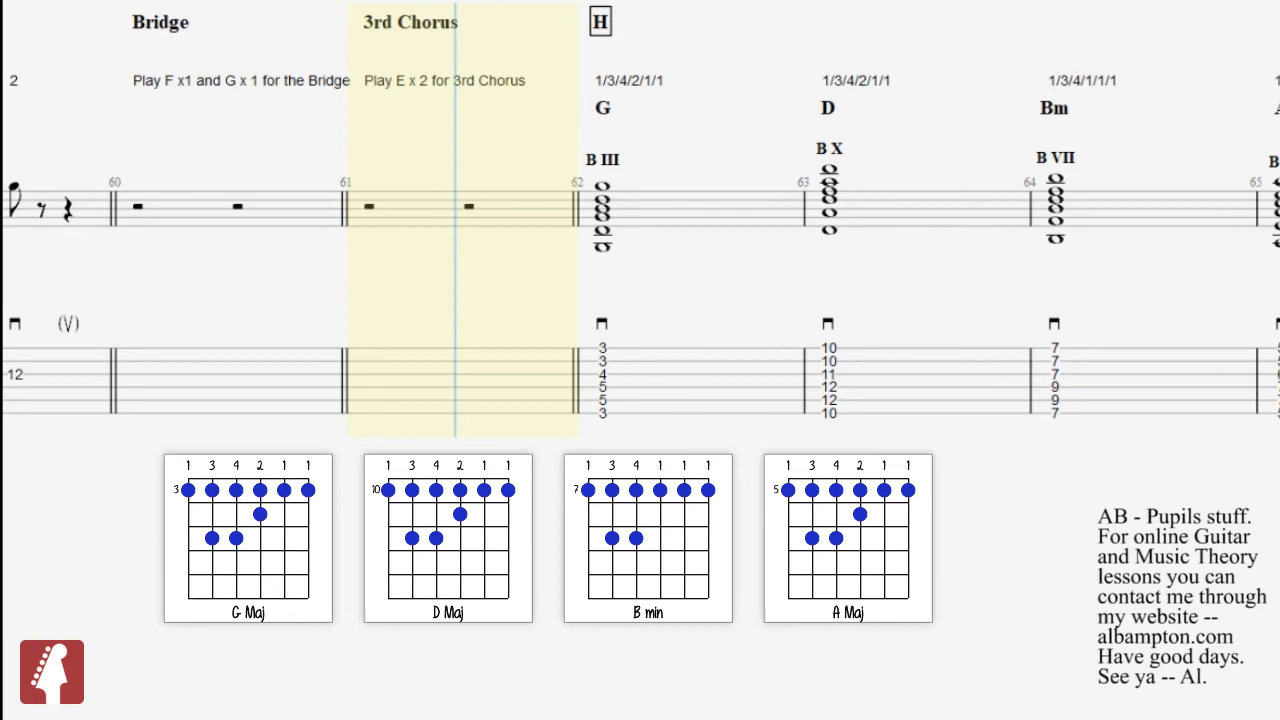 Bridge 3rd Chorus H
2 Play F x1 and G x 1 for the Bridge Play E x 2 for 3rd Chorus 1/3/4/2/1/1 1/3/4/2/1/1 1/3/4/1/1/1
G D Bm
B III B X B VII B
60 61 62 63 64 65
(V)
3 10 7
3 10 7
12 4 11 7
5 12 9
5 12 9
3 10 7
1 3 4 2 1 1 1 3 4 2 1 1 1 3 4 1 1 1 1 3 4 2 1 1
3 10 7 5
G Maj D Maj B min A Maj
AB - Pupils stuff.
For online Guitar
and Music Theory
lessons you can
contact me through
my website --
albampton.com
Have good days.
See ya -- Al.